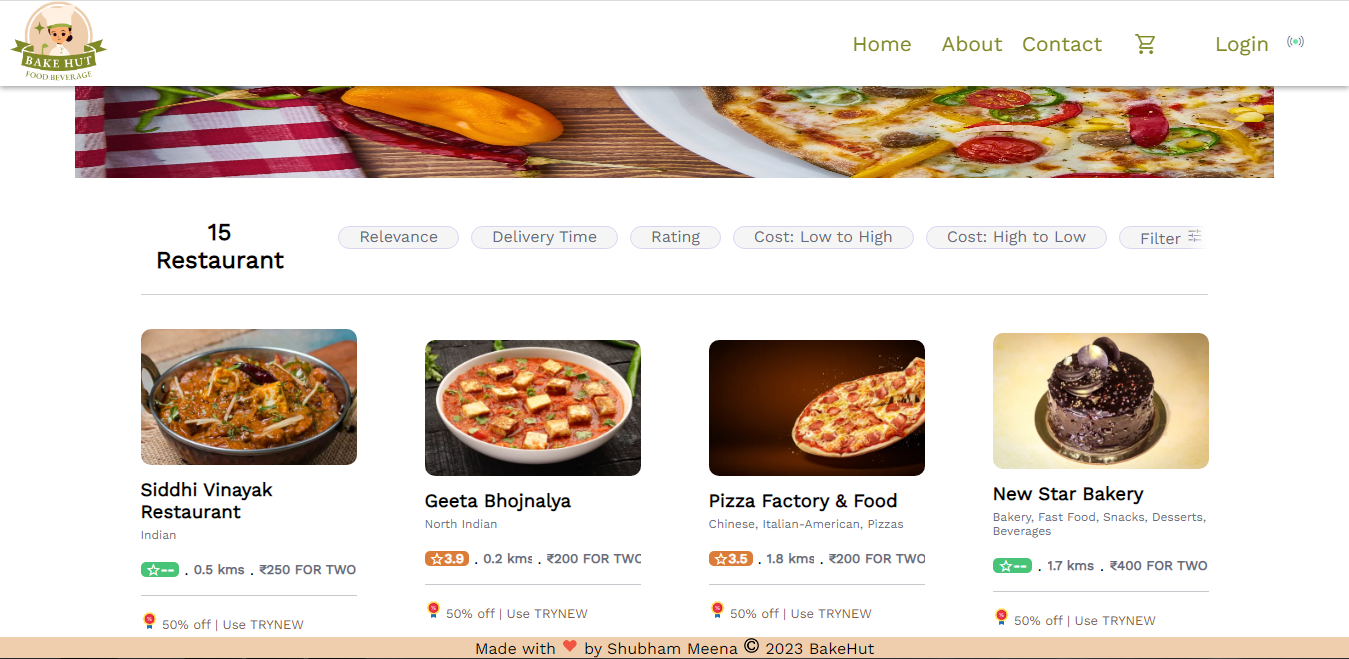 BAKE HUT
FOOD BEVERAGE
Home About Contact Login
15
Restaurant
Relevance Delivery Time Rating Cost: Low to High Cost: High to Low Filter
Siddhi Vinayak
Restaurant
Indian
-- . 0.5 kms . ₹250 FOR TWO
50% off | Use TRYNEW
Geeta Bhojnalya
North Indian
3.9 . 0.2 kms . ₹200 FOR TWO
50% off | Use TRYNEW
Pizza Factory & Food
Chinese, Italian-American, Pizzas
3.5 . 1.8 kms . ₹200 FOR TWO
50% off | Use TRYNEW
New Star Bakery
Bakery, Fast Food, Snacks, Desserts,
Beverages
-- . 1.7 kms . ₹400 FOR TWO
50% off | Use TRYNEW
Made with ❤ by Shubham Meena © 2023 BakeHut